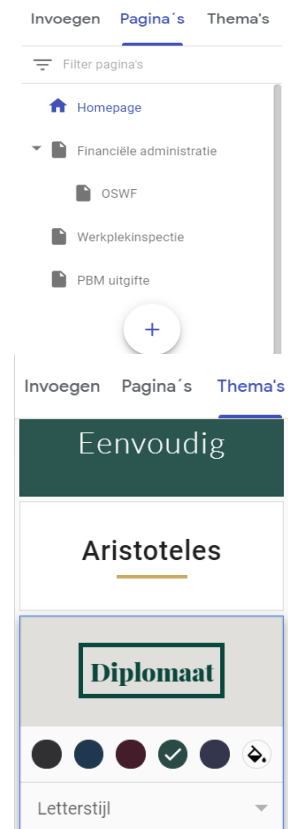 Invoegen Pagina´s Thema's
Filter pagina's
Homepage
Financiële administratie
OSWF
Werkplekinspectie
PBM uitgifte
+
Invoegen Pagina´s Thema's
Eenvoudig
Aristoteles
Diplomaat
Letterstijl